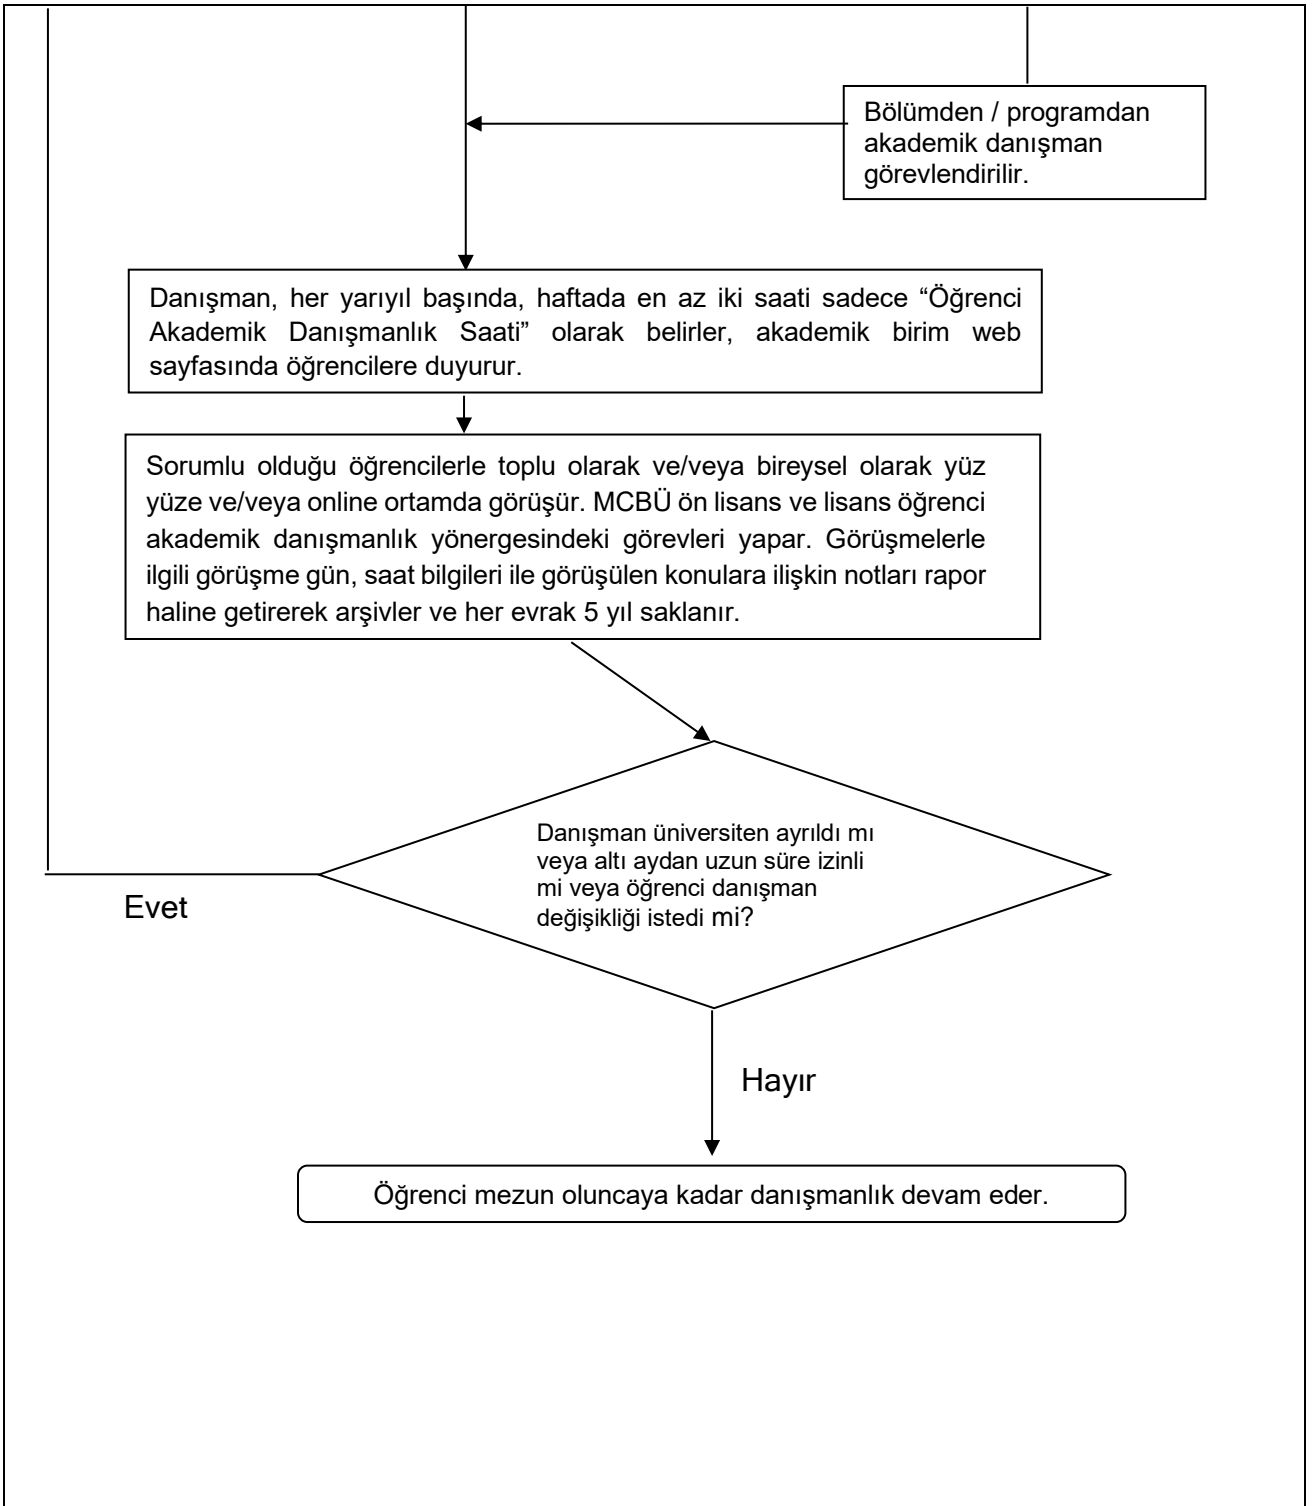 Bölümden / programdan
akademik danışman
görevlendirilir.
Danışman, her yarıyıl başında, haftada en az iki saati sadece “Öğrenci
Akademik Danışmanlık Saati” olarak belirler, akademik birim web
sayfasında öğrencilere duyurur.
Sorumlu olduğu öğrencilerle toplu olarak ve/veya bireysel olarak yüz
yüze ve/veya online ortamda görüşür. MCBÜ ön lisans ve lisans öğrenci
akademik danışmanlık yönergesindeki görevleri yapar. Görüşmelerle
ilgili görüşme gün, saat bilgileri ile görüşülen konulara ilişkin notları rapor
haline getirerek arşivler ve her evrak 5 yıl saklanır.
Danışman üniversiten ayrıldı mı
veya altı aydan uzun süre izinli
mi veya öğrenci danışman
değişikliği istedi mi?
Evet
Hayır
Öğrenci mezun oluncaya kadar danışmanlık devam eder.